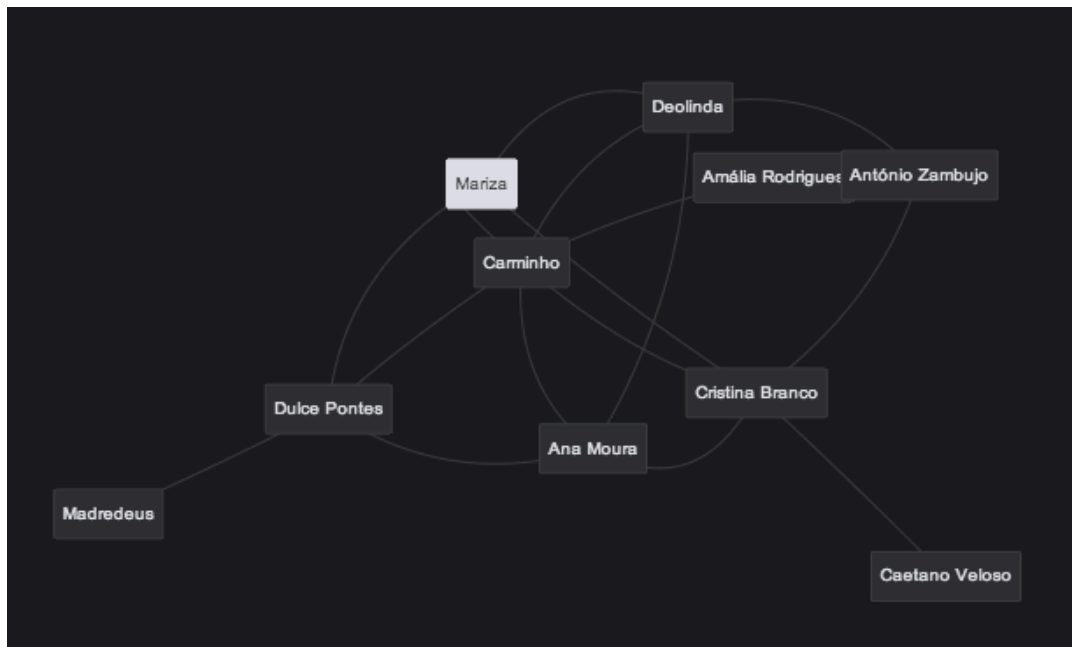 Deolinda
Mariza
Amália Rodrigues
António Zambujo
Carminho
Cristina Branco
Dulce Pontes
Ana Moura
Madredeus
Caetano Veloso